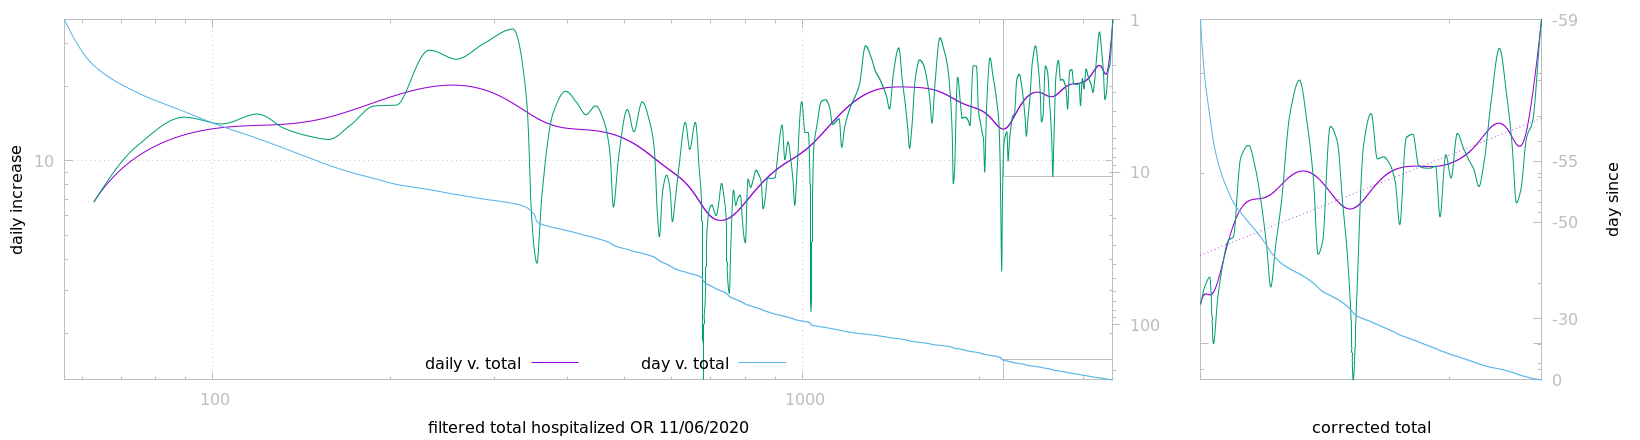 daily increase
10
100
1000
daily v. total
day v. total
1
10
100
filtered total hospitalized OR 11/06/2020
-59
-55
-50
-30
0
day since
corrected total